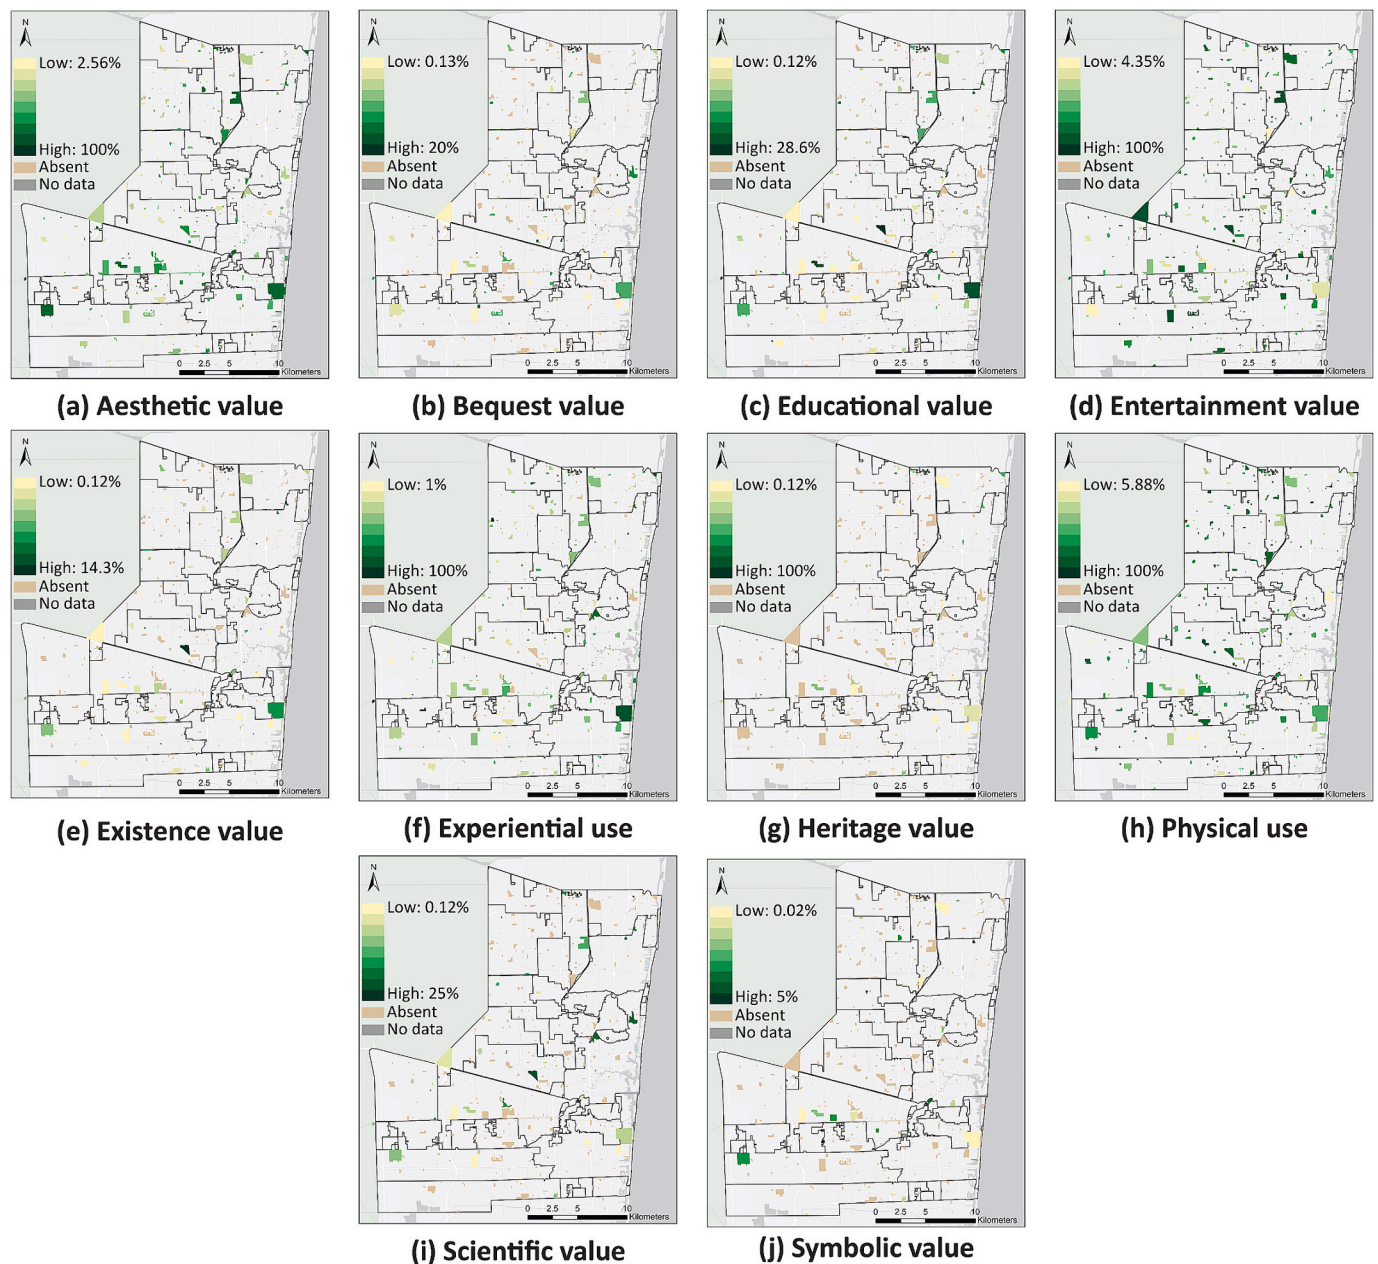 N
Low: 2.56%
High: 100%
Absent
No data
0 2.5 5 10
Kilometers
(a) Aesthetic value
N
Low: 0.13%
High: 20%
Absent
No data
0 2.5 5 10
Kilometers
(b) Bequest value
N
Low: 0.12%
High: 28.6%
Absent
No data
0 2.5 5 10
Kilometers
(c) Educational value
N
Low: 4.35%
High: 100%
Absent
No data
0 2.5 5 10
Kilometers
(d) Entertainment value
N
Low: 0.12%
High: 14.3%
Absent
No data
0 2.5 5 10
Kilometers
(e) Existence value
N
Low: 1%
High: 100%
Absent
No data
0 2.5 5 10
Kilometers
(f) Experiential use
N
Low: 0.12%
High: 100%
Absent
No data
0 2.5 5 10
Kilometers
(g) Heritage value
N
Low: 5.88%
High: 100%
Absent
No data
0 2.5 5 10
Kilometers
(h) Physical use
N
Low: 0.12%
High: 25%
Absent
No data
0 2.5 5 10
Kilometers
(i) Scientific value
N
Low: 0.02%
High: 5%
Absent
No data
0 2.5 5 10
Kilometers
(j) Symbolic value